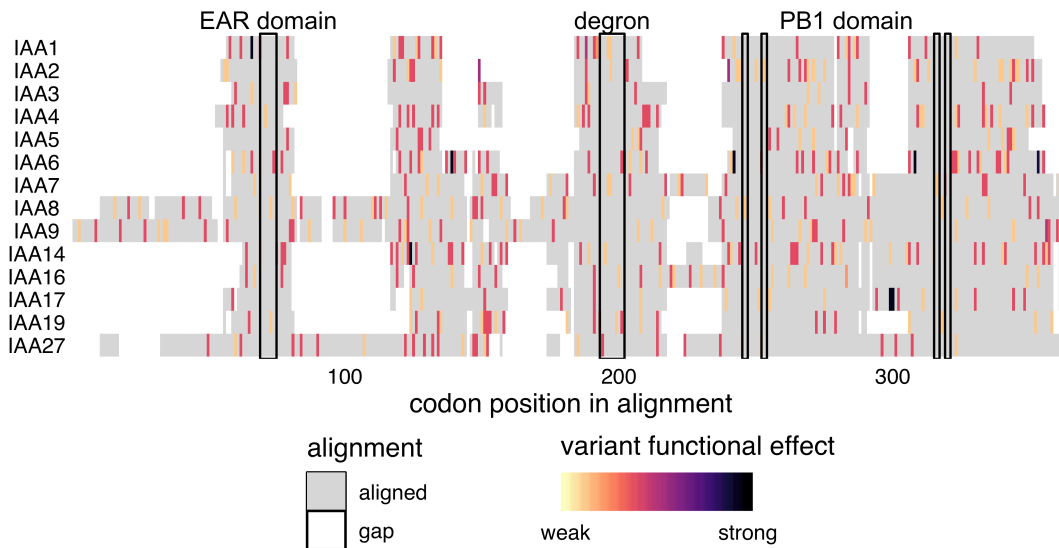 EAR domain degron PB1 domain
IAA1
IAA2
IAA3
IAA4
IAA5
IAA6
IAA7
IAA8
IAA9
IAA14
IAA16
IAA17
IAA19
IAA27
100 200 300
codon position in alignment
alignment
aligned
gap
variant functional effect
weak strong